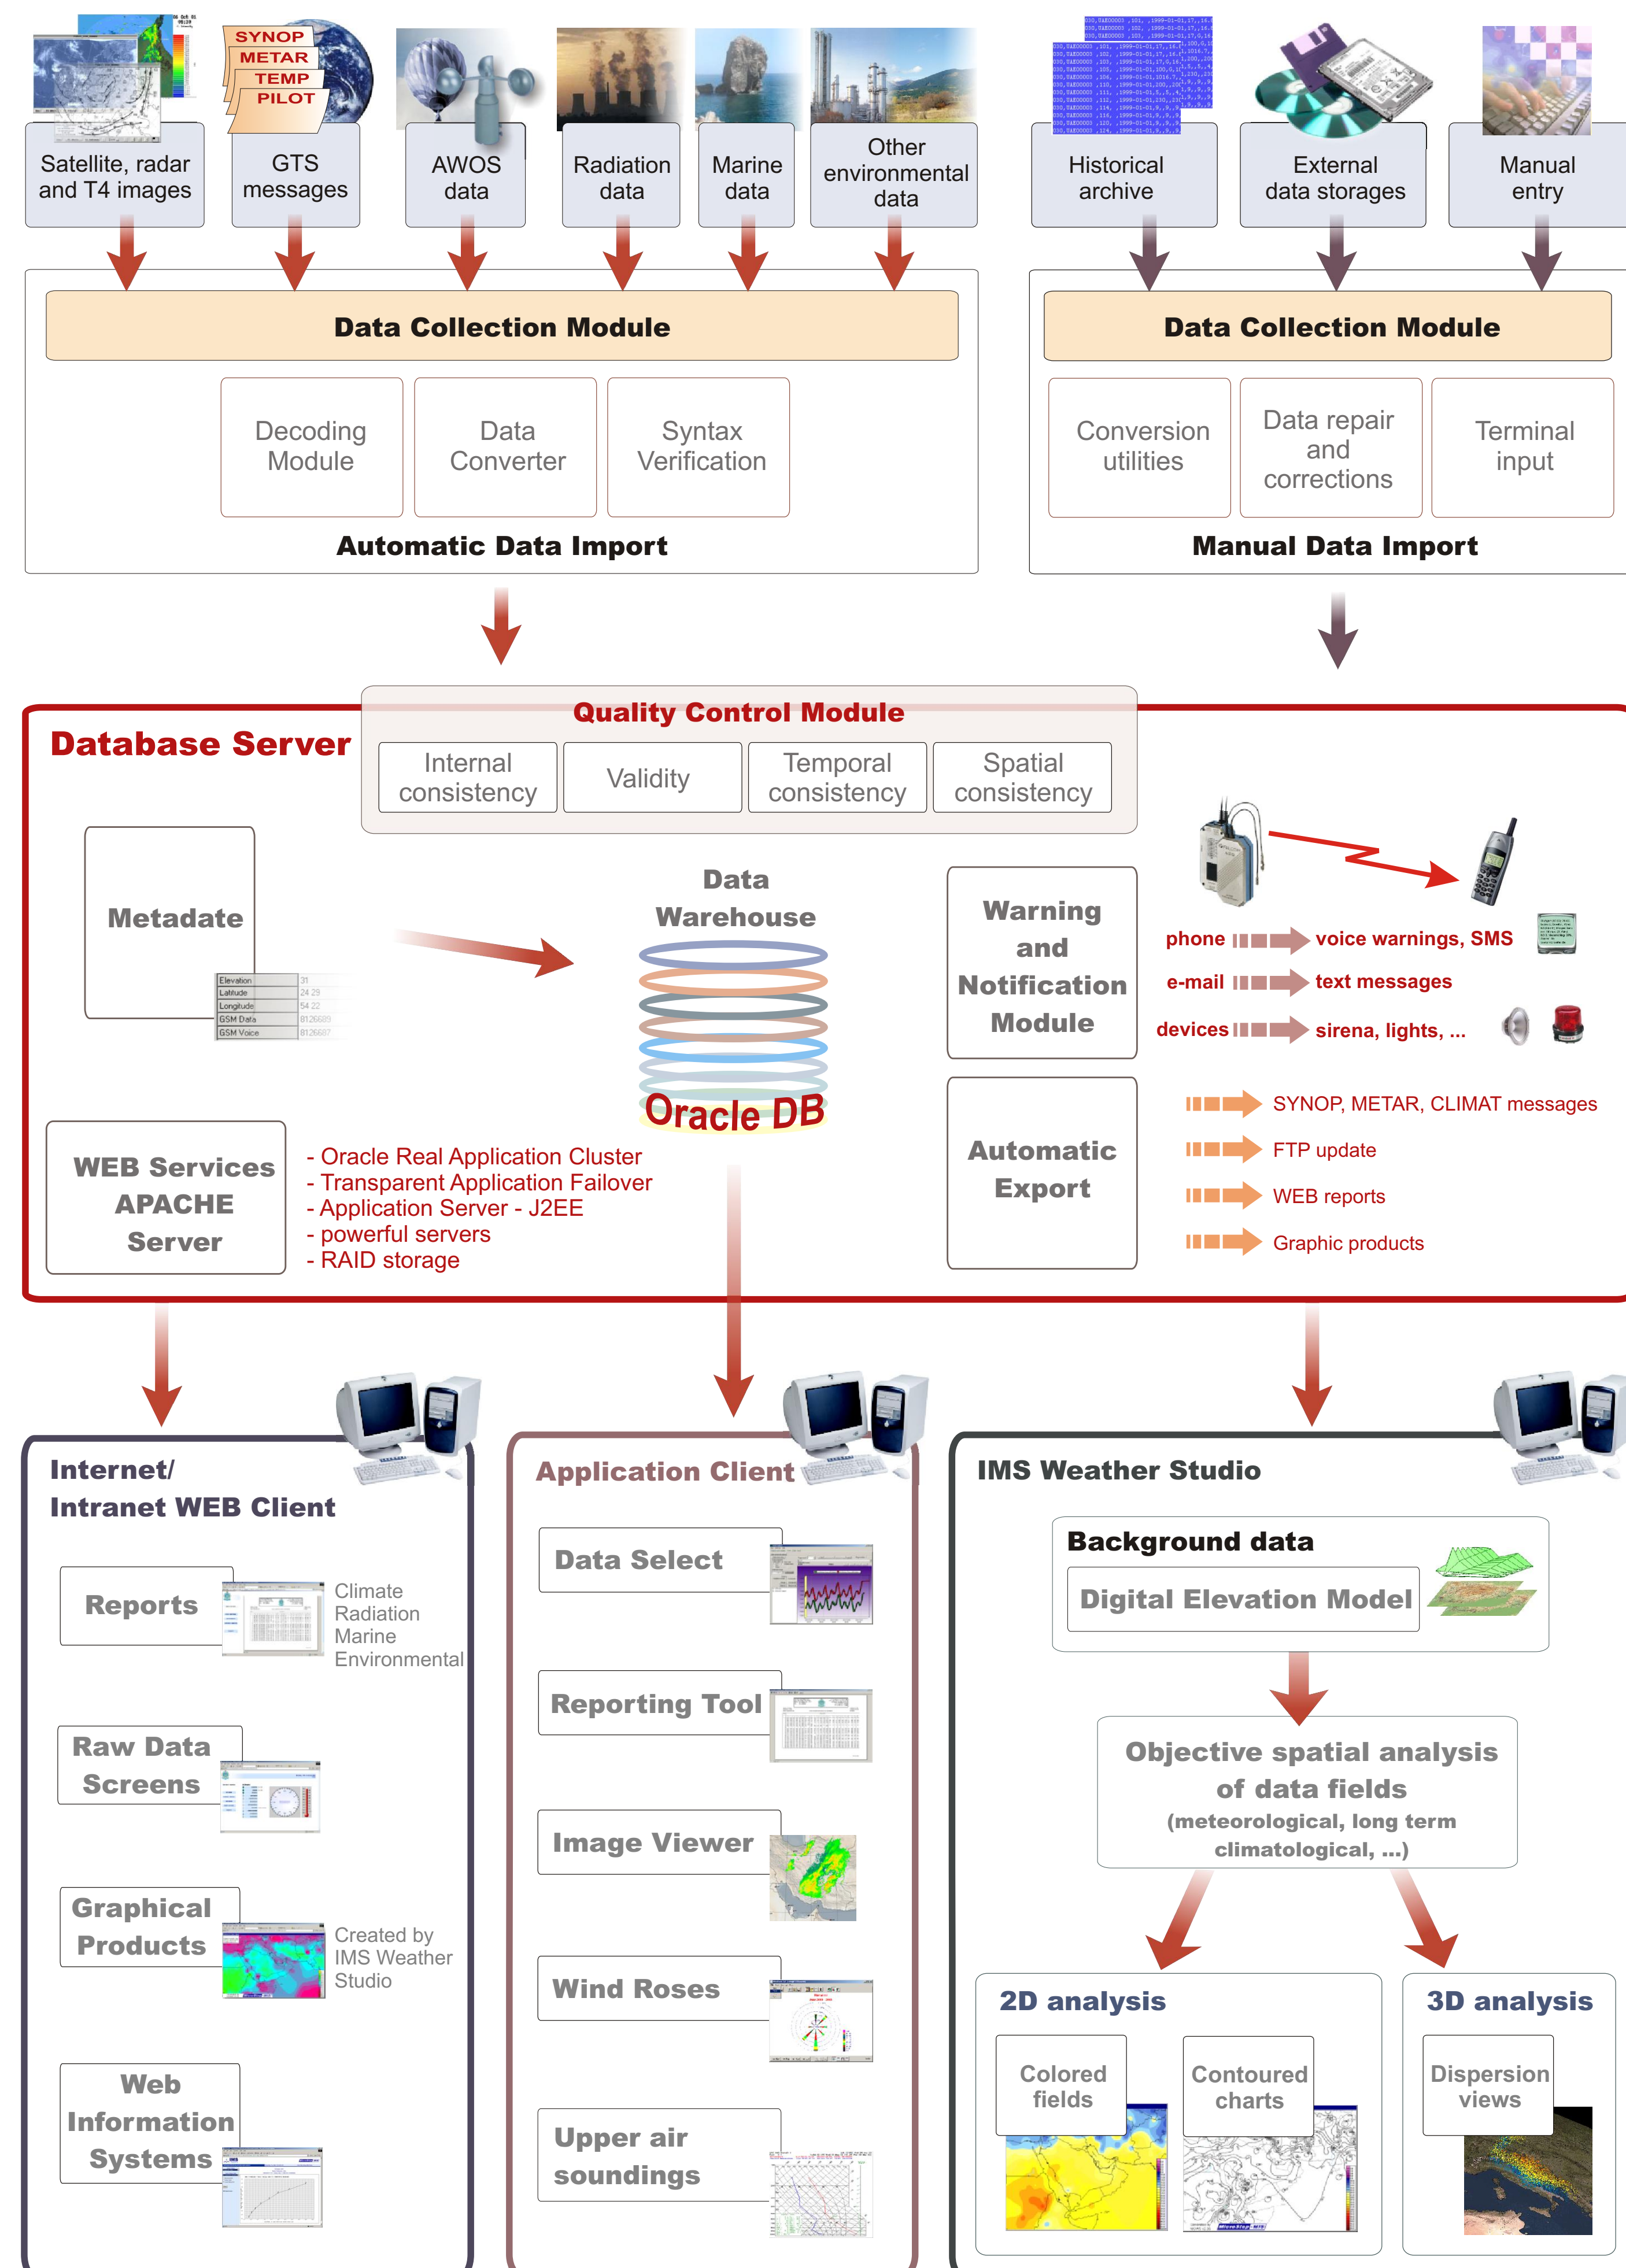 SYNOP
METAR
TEMP
PILOT
Satellite, radar
and T4 images
GTS
messages
AWOS
data
Radiation
data
Marine
data
Other
environmental
data
Historical
archive
External
data storages
Manual
entry
Data Collection Module
Decoding
Module
Data
Converter
Syntax
Verification
Automatic Data Import
Data Collection Module
Conversion
utilities
Data repair
and
corrections
Terminal
input
Manual Data Import
Quality Control Module
Internal
consistency
Validity
Temporal
consistency
Spatial
consistency
Database Server
Metadate
Elevation 31
Latitude 24 29
Longitude 54 22
GSM Data 8126689
GSM Voice 8126687
Data
Warehouse
Oracle DB
Warning
and
Notification
Module
phone voice warnings, SMS
e-mail text messages
devices sirena, lights, ...
WEB Services
APACHE
Server
- Oracle Real Application Cluster
- Transparent Application Failover
- Application Server - J2EE
- powerful servers
- RAID storage
Automatic
Export
SYNOP, METAR, CLIMAT messages
FTP update
WEB reports
Graphic products
Internet/
Intranet WEB Client
Reports
Climate
Radiation
Marine
Environmental
Raw Data
Screens
Graphical
Products
Created by
IMS Weather
Studio
Web
Information
Systems
Application Client
Data Select
Reporting Tool
Image Viewer
Wind Roses
Upper air
soundings
IMS Weather Studio
Background data
Digital Elevation Model
Objective spatial analysis
of data fields
(meteorological, long term
climatological, ...)
2D analysis
Colored
fields
Contoured
charts
3D analysis
Dispersion
views